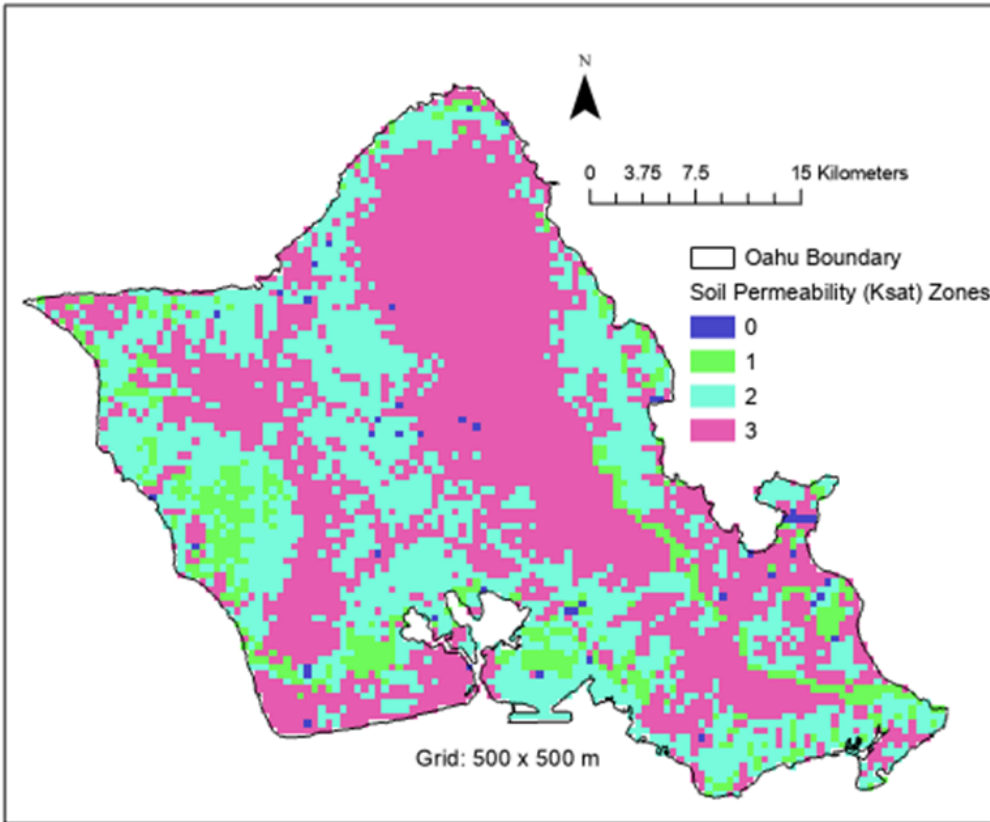 N
0 3.75 7.5 15 Kilometers
Oahu Boundary
Soil Permeability (Ksat) Zones
0
1
2
3
Grid: 500 x 500 m